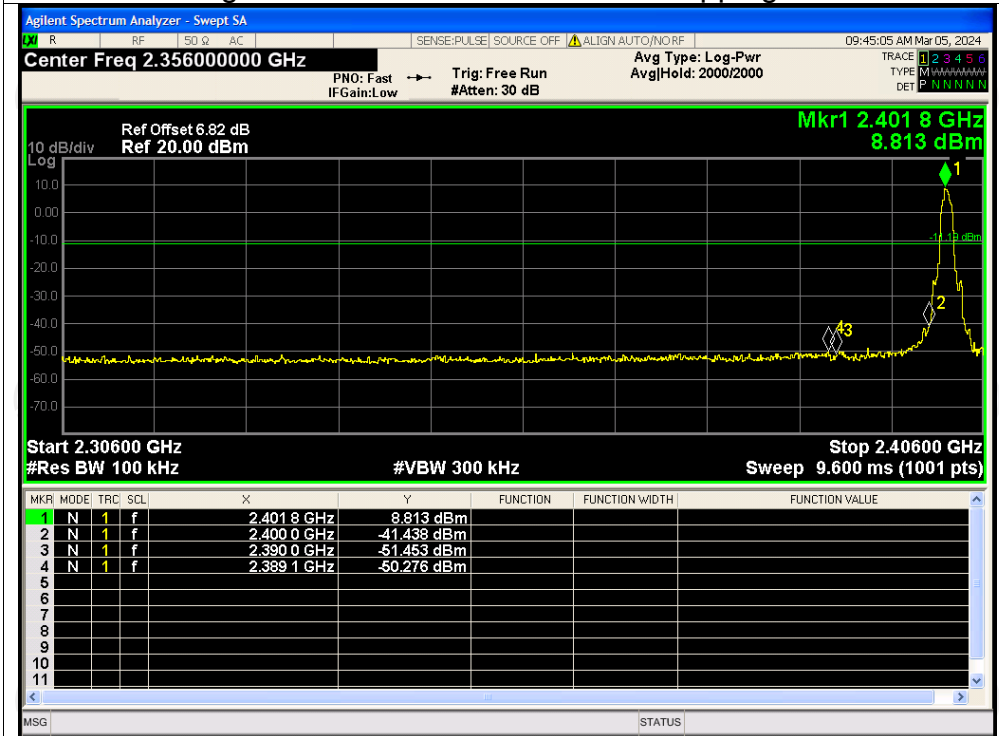 Agilent Spectrum Analyzer - Swept SA
LXI R RF 50 Ω AC SENSE:PULSE SOURCE OFF ALIGN AUTO/NORF 09:45:05 AM Mar 05, 2024
Center Freq 2.356000000 GHz
PNO: Fast
IFGain:Low
Trig: Free Run
#Atten: 30 dB
Avg Type: Log-Pwr
Avg|Hold: 2000/2000
TRACE 1 2 3 4 5 6
TYPE M
DET P N N N N N
Mkr1 2.401 8 GHz
8.813 dBm
Ref Offset 6.82 dB
10 dB/div Ref 20.00 dBm
Log
1
10.0
0.00
-10.0
-11.19 dBm
-20.0
-30.0
2
-40.0
43
-50.0
-60.0
-70.0
Start 2.30600 GHz Stop 2.40600 GHz
#Res BW 100 kHz #VBW 300 kHz Sweep 9.600 ms (1001 pts)
MKR MODE TRC SCL X Y FUNCTION FUNCTION WIDTH FUNCTION VALUE
1 N 1 f 2.401 8 GHz 8.813 dBm
2 N 1 f 2.400 0 GHz -41.438 dBm
3 N 1 f 2.390 0 GHz -51.453 dBm
4 N 1 f 2.389 1 GHz -50.276 dBm
5
6
7
8
9
10
11
MSG STATUS